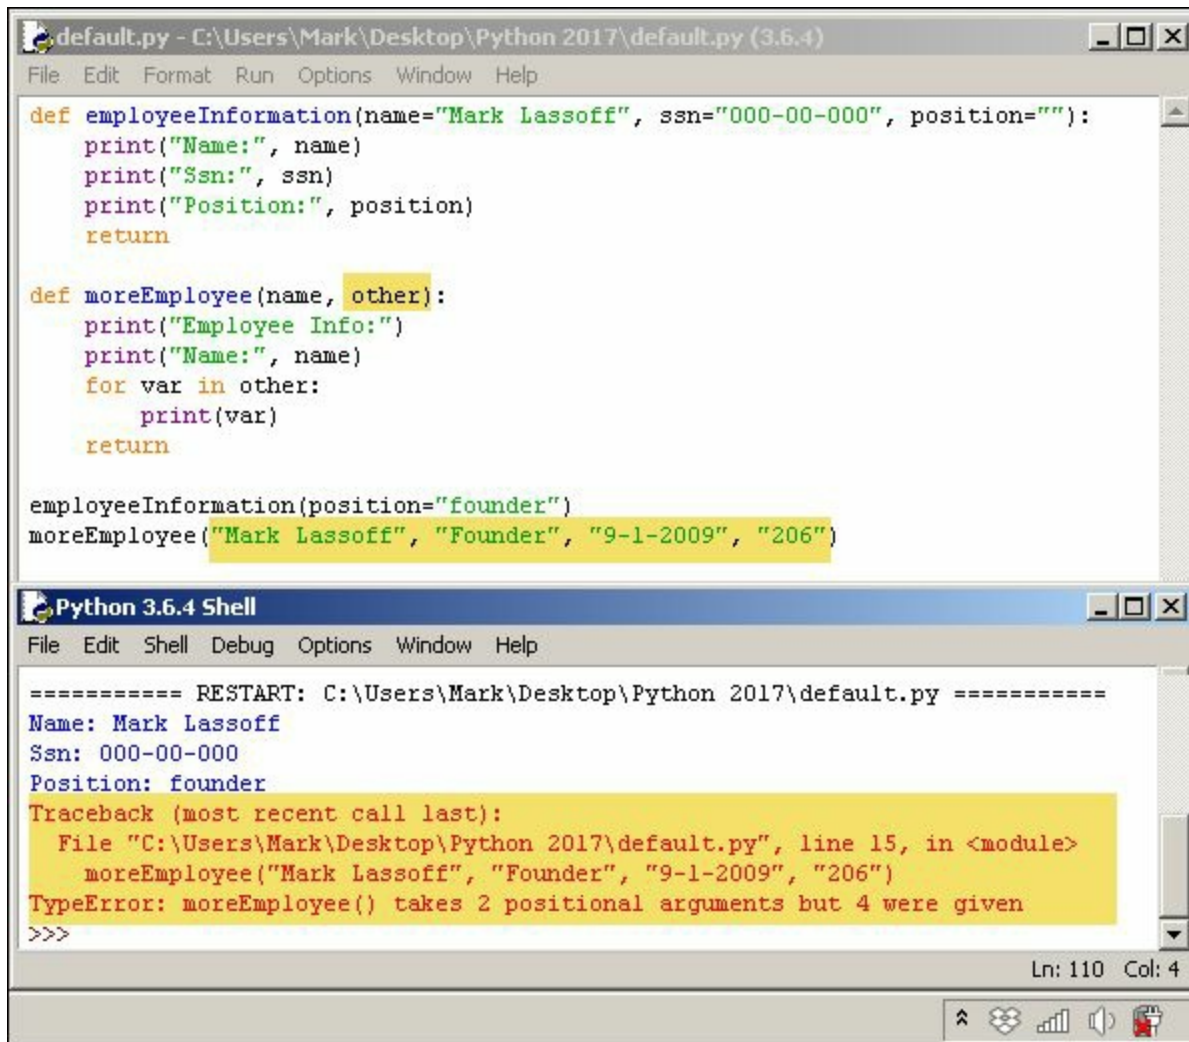 default.py - C:\Users\Mark\Desktop\Python 2017\default.py (3.6.4)
File Edit Format Run Options Window Help
def employeeInformation(name="Mark Lassoff", ssn="000-00-000", position=""):
    print("Name:", name)
    print("Ssn:", ssn)
    print("Position:", position)
    return
def moreEmployee(name, other):
    print("Employee Info:")
    print("Name:", name)
    for var in other:
        print(var)
    return
employeeInformation(position="founder")
moreEmployee("Mark Lassoff", "Founder", "9-1-2009", "206")
Python 3.6.4 Shell
File Edit Shell Debug Options Window Help
=========== RESTART: C:\Users\Mark\Desktop\Python 2017\default.py ===========
Name: Mark Lassoff
Ssn: 000-00-000
Position: founder
Traceback (most recent call last):
  File "C:\Users\Mark\Desktop\Python 2017\default.py", line 15, in <module>
    moreEmployee("Mark Lassoff", "Founder", "9-1-2009", "206")
TypeError: moreEmployee() takes 2 positional arguments but 4 were given
>>>
Ln: 110 Col: 4